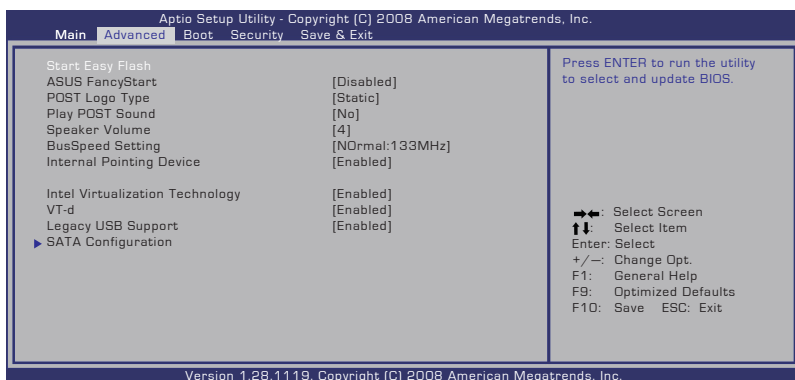 Aptio Setup Utility - Copyright (C) 2008 American Megatrends, Inc.
Main Advanced Boot Security Save & Exit
Start Easy Flash
ASUS FancyStart [Disabled]
POST Logo Type [Static]
Play POST Sound [No]
Speaker Volume [4]
BusSpeed Setting [NOrmal:133MHz]
Internal Pointing Device [Enabled]
Intel Virtualization Technology [Enabled]
VT-d [Enabled]
Legacy USB Support [Enabled]
SATA Configuration
Press ENTER to run the utility
to select and update BIOS.
→←: Select Screen
↑↓: Select Item
Enter: Select
+/—: Change Opt.
F1: General Help
F9: Optimized Defaults
F10: Save ESC: Exit
Version 1.28.1119. Copyright (C) 2008 American Megatrends, Inc.